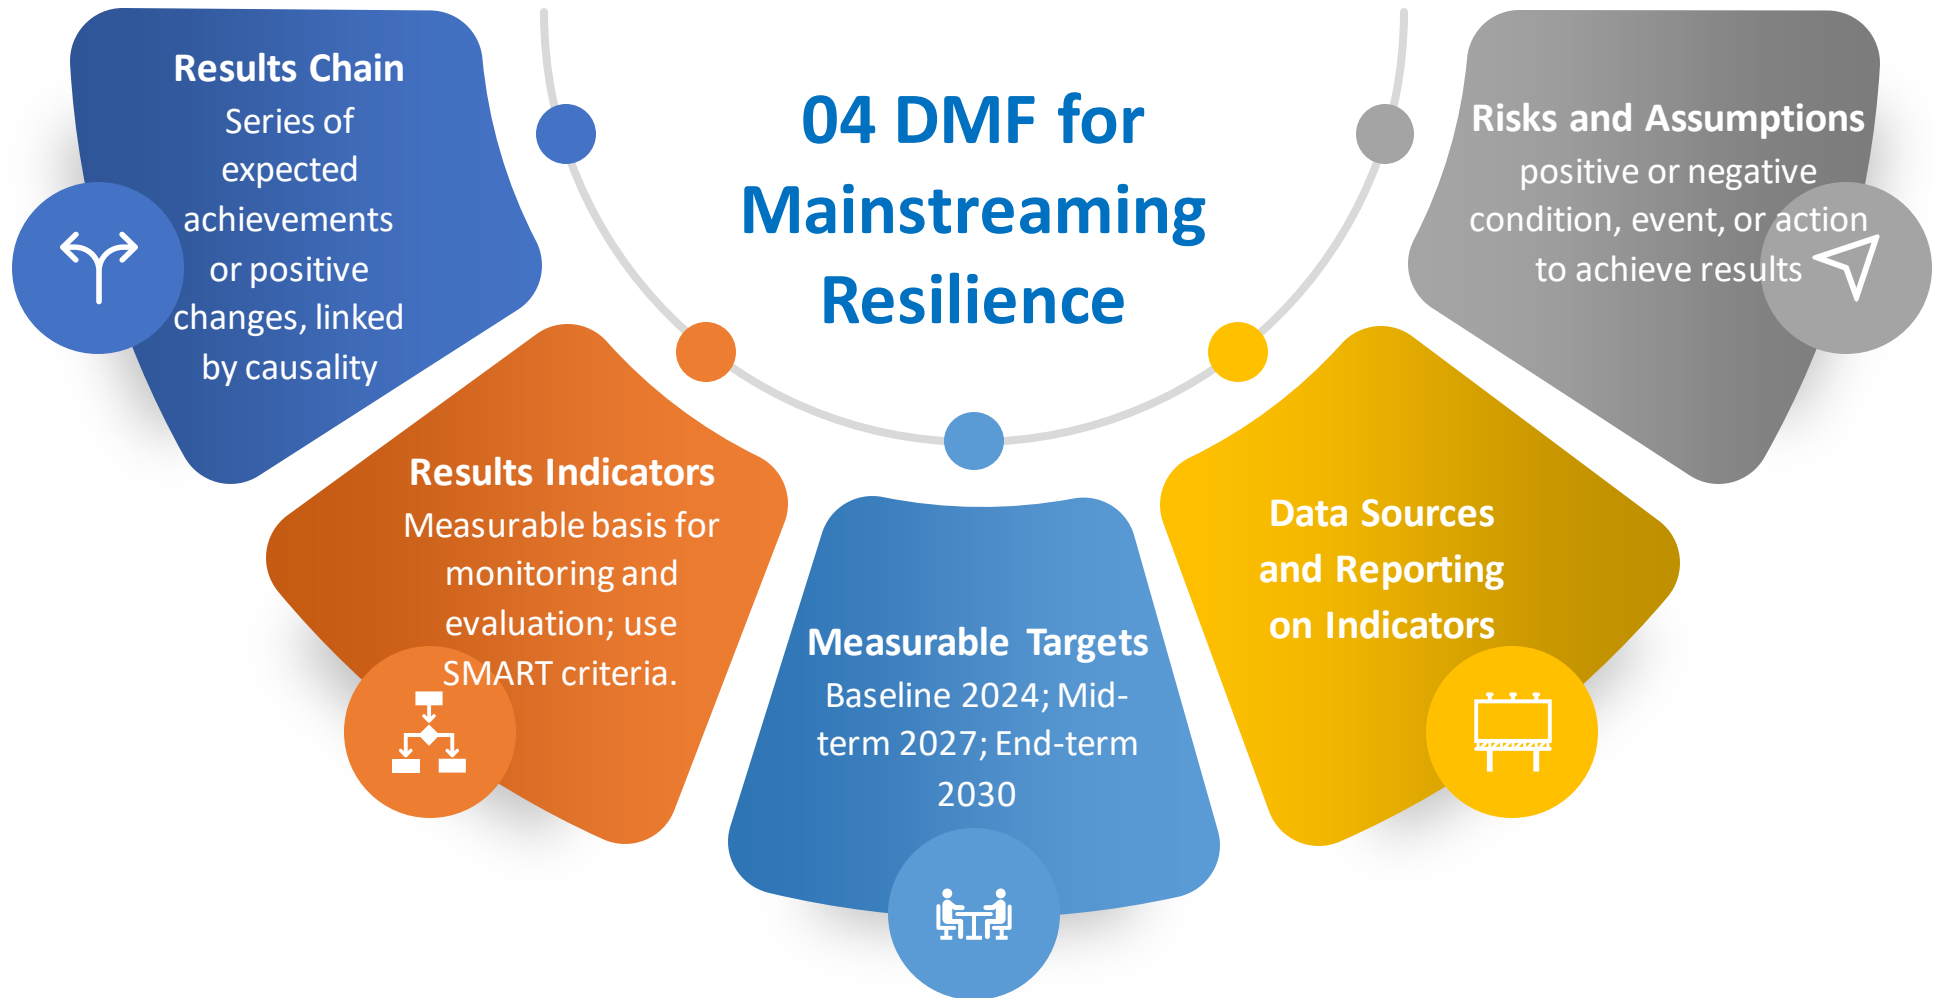 04 DMF for
Mainstreaming
Resilience
Results Chain
Series of
expected
achievements
or positive
changes, linked
by causality
Results Indicators
Measurable basis for
monitoring and
evaluation; use
SMART criteria.
Measurable Targets
Baseline 2024; Mid-
term 2027; End-term
2030
Data Sources
and Reporting
on Indicators
Risks and Assumptions
positive or negative
condition, event, or action
to achieve results